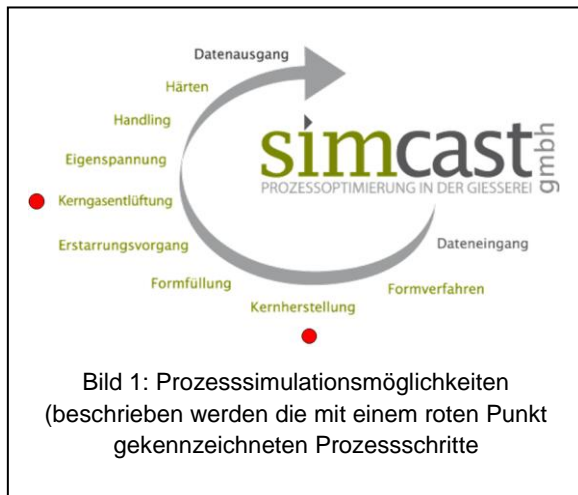 Datenausgang
Härten
Handling
Eigenspannung
Kerngasentlüftung
Erstarrungsvorgang
Formfüllung
Kernherstellung
Formverfahren
Dateneingang
simcast gmbh
PROZESSOPTIMIERUNG IN DER GIESSEREI
Bild 1: Prozesssimulationsmöglichkeiten
(beschrieben werden die mit einem roten Punkt
gekennzeichneten Prozessschritte